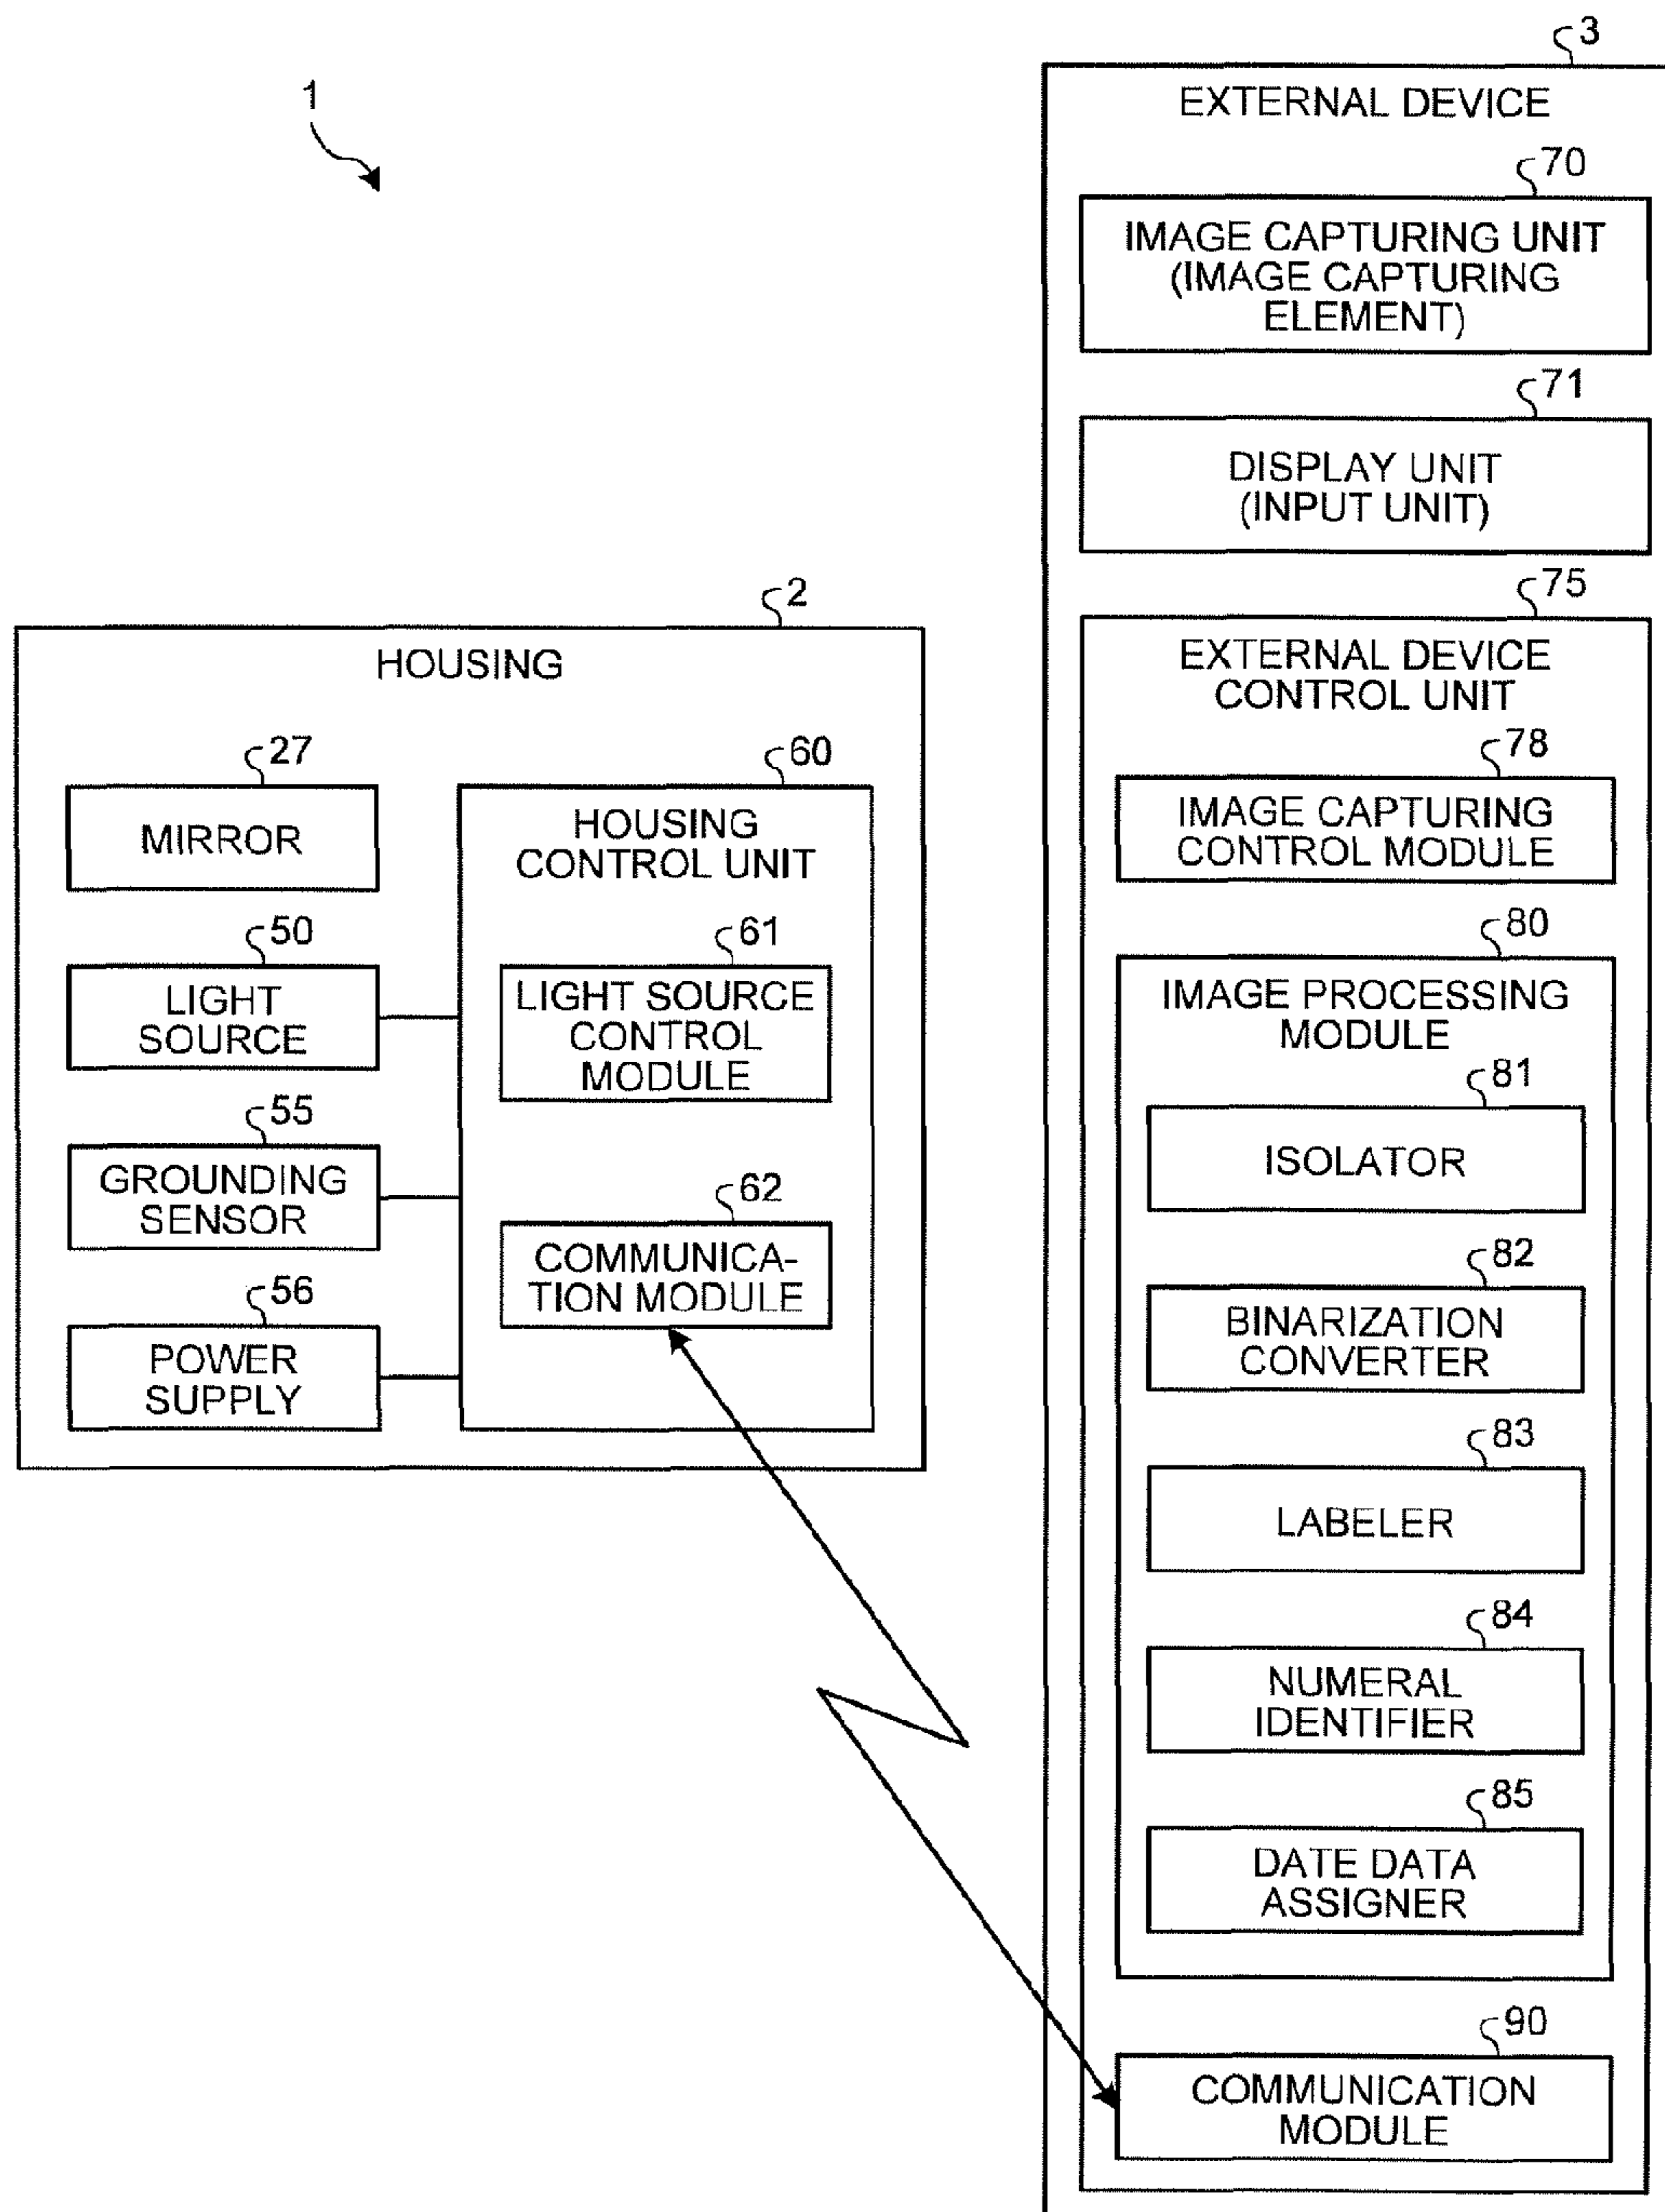 1
2
HOUSING
27
MIRROR
50
LIGHT
SOURCE
55
GROUNDING
SENSOR
56
POWER
SUPPLY
60
HOUSING
CONTROL UNIT
61
LIGHT SOURCE
CONTROL
MODULE
62
COMMUNICA-
TION MODULE
3
EXTERNAL DEVICE
70
IMAGE CAPTURING UNIT
(IMAGE CAPTURING
ELEMENT)
71
DISPLAY UNIT
(INPUT UNIT)
75
EXTERNAL DEVICE
CONTROL UNIT
78
IMAGE CAPTURING
CONTROL MODULE
80
IMAGE PROCESSING
MODULE
81
ISOLATOR
82
BINARIZATION
CONVERTER
83
LABELER
84
NUMERAL
IDENTIFIER
85
DATE DATA
ASSIGNER
90
COMMUNICATION
MODULE